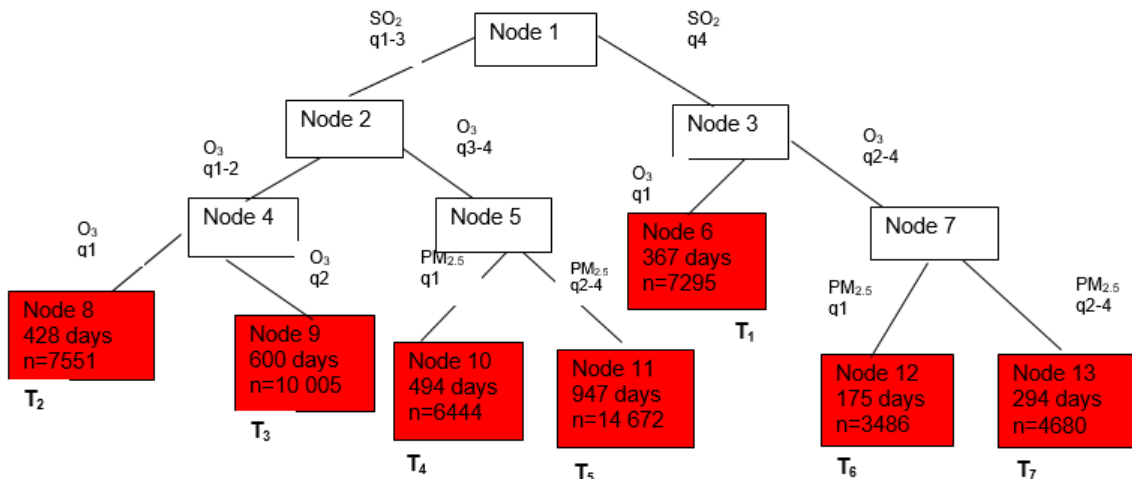 SO₂
q1-3
Node 1
SO₂
q4
Node 2
Node 3
O₃
q1-2
O₃
q3-4
O₃
q1
O₃
q2-4
Node 4
Node 5
Node 6
367 days
n=7295
T₁
Node 7
O₃
q1
O₃
q2
PM₂.₅
q1
PM₂.₅
q2-4
PM₂.₅
q1
PM₂.₅
q2-4
Node 8
428 days
n=7551
T₂
Node 9
600 days
n=10 005
T₃
Node 10
494 days
n=6444
T₄
Node 11
947 days
n=14 672
T₅
Node 12
175 days
n=3486
T₆
Node 13
294 days
n=4680
T₇